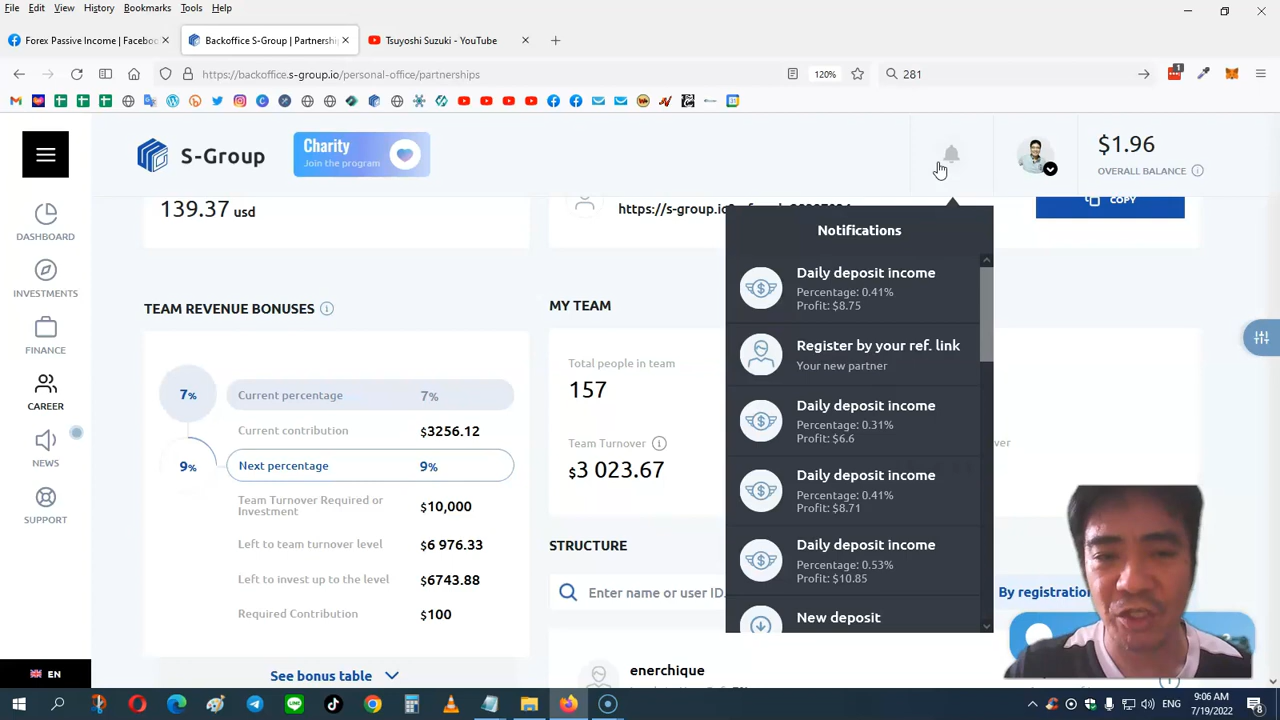 File Edit View History Bookmarks Tools Help
Forex Passive Income | Facebo
Backoffice S-Group | Partnership
Tsuyoshi Suzuki - YouTube
https://backoffice.s-group.io/personal-office/partnerships
120%
281
1
S-Group
Charity
Join the program
$1.96
OVERALL BALANCE
139.37 usd
COPY
Notifications
DASHBOARD
INVESTMENTS
FINANCE
CAREER
NEWS
SUPPORT
EN
TEAM REVENUE BONUSES
7%
Current percentage 7%
Current contribution $3256.12
9%
Next percentage 9%
Team Turnover Required or
Investment
$10,000
Left to team turnover level $6 976.33
Left to invest up to the level $6743.88
Required Contribution $100
See bonus table
MY TEAM
Total people in team
157
Team Turnover
$3 023.67
STRUCTURE
Enter name or user ID.
By registration
enerchique
Daily deposit income
Percentage: 0.41%
Profit: $8.75
Register by your ref. link
Your new partner
Daily deposit income
Percentage: 0.31%
Profit: $6.6
Daily deposit income
Percentage: 0.41%
Profit: $8.71
Daily deposit income
Percentage: 0.53%
Profit: $10.85
New deposit
ENG
9:06 AM
7/19/2022
8